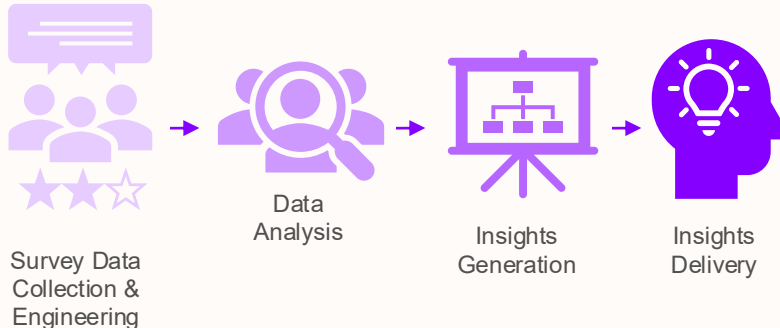 Survey Data
Collection &
Engineering
Data
Analysis
Insights
Generation
Insights
Delivery